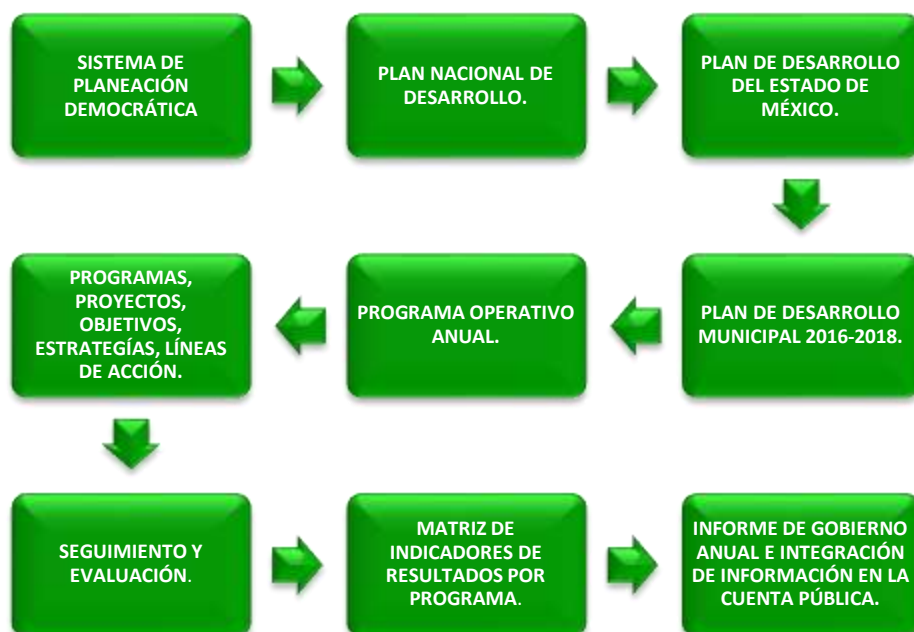 SISTEMA DE
PLANEACIÓN
DEMOCRÁTICA
PLAN NACIONAL DE
DESARROLLO.
PLAN DE DESARROLLO
DEL ESTADO DE
MÉXICO.
PLAN DE DESARROLLO
MUNICIPAL 2016-2018.
PROGRAMA OPERATIVO
ANUAL.
PROGRAMAS,
PROYECTOS,
OBJETIVOS,
ESTRATEGÍAS, LÍNEAS
DE ACCIÓN.
SEGUIMIENTO Y
EVALUACIÓN.
MATRIZ DE
INDICADORES DE
RESULTADOS POR
PROGRAMA.
INFORME DE GOBIERNO
ANUAL E INTEGRACIÓN
DE INFORMACIÓN EN LA
CUENTA PÚBLICA.